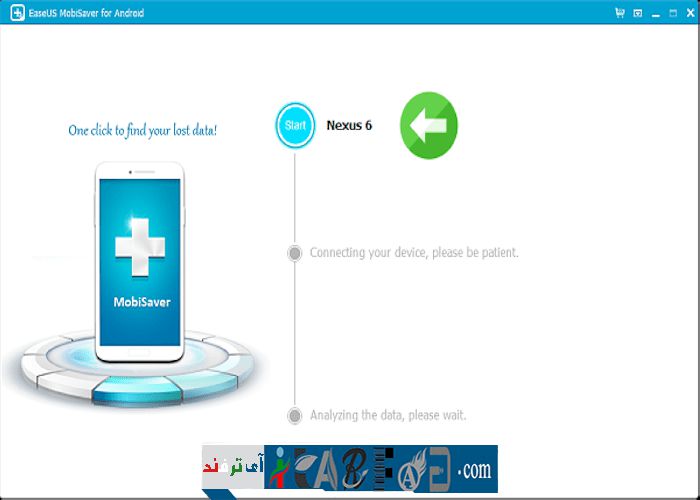 EaseUS MobiSaver for Android
One click to find your lost data!
Start
Nexus 6
Connecting your device, please be patient.
MobiSaver
Analyzing the data, please wait.
آی ترفند
.com